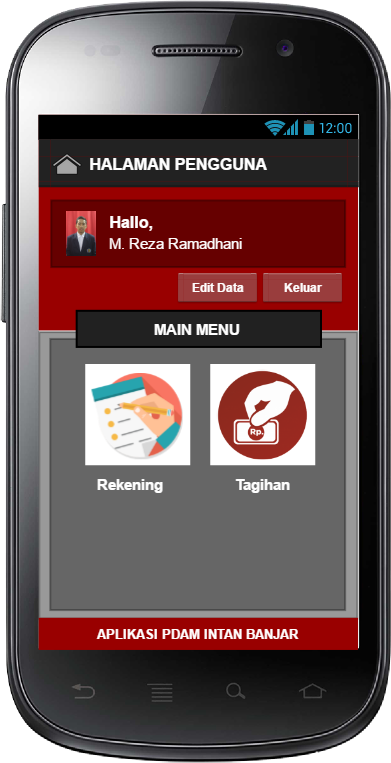 12:00
HALAMAN PENGGUNA
Hallo,
M. Reza Ramadhani
Edit Data Keluar
MAIN MENU
Rp.
Rekening Tagihan
APLIKASI PDAM INTAN BANJAR